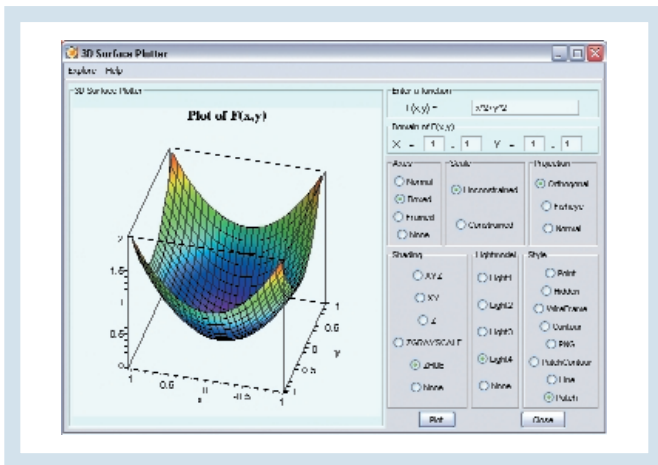 3D Surface Plotter
Explore Help
3D Surface Plotter
Plot of F(x,y)
2
1.5
1
0.5
0
1
0.5
0
x
-0.5
1
1
0.5
0
y
0.5
1
Enter a function
F(x,y) =
x^2+y^2
Domain of F(x,y)
X = 1 .. 1 Y = 1 .. 1
Axes
Normal
Boxed
Framed
None
Scale
Unconstrained
Constrained
Projection
Orthogonal
Fisheye
Normal
Shading
XYZ
XY
Z
ZGRAYSCALE
ZHUE
None
Lightmodel
Light1
Light2
Light3
Light4
None
Style
Point
Hidden
WireFrame
Contour
PNG
PatchContour
Line
Patch
Plot
Close